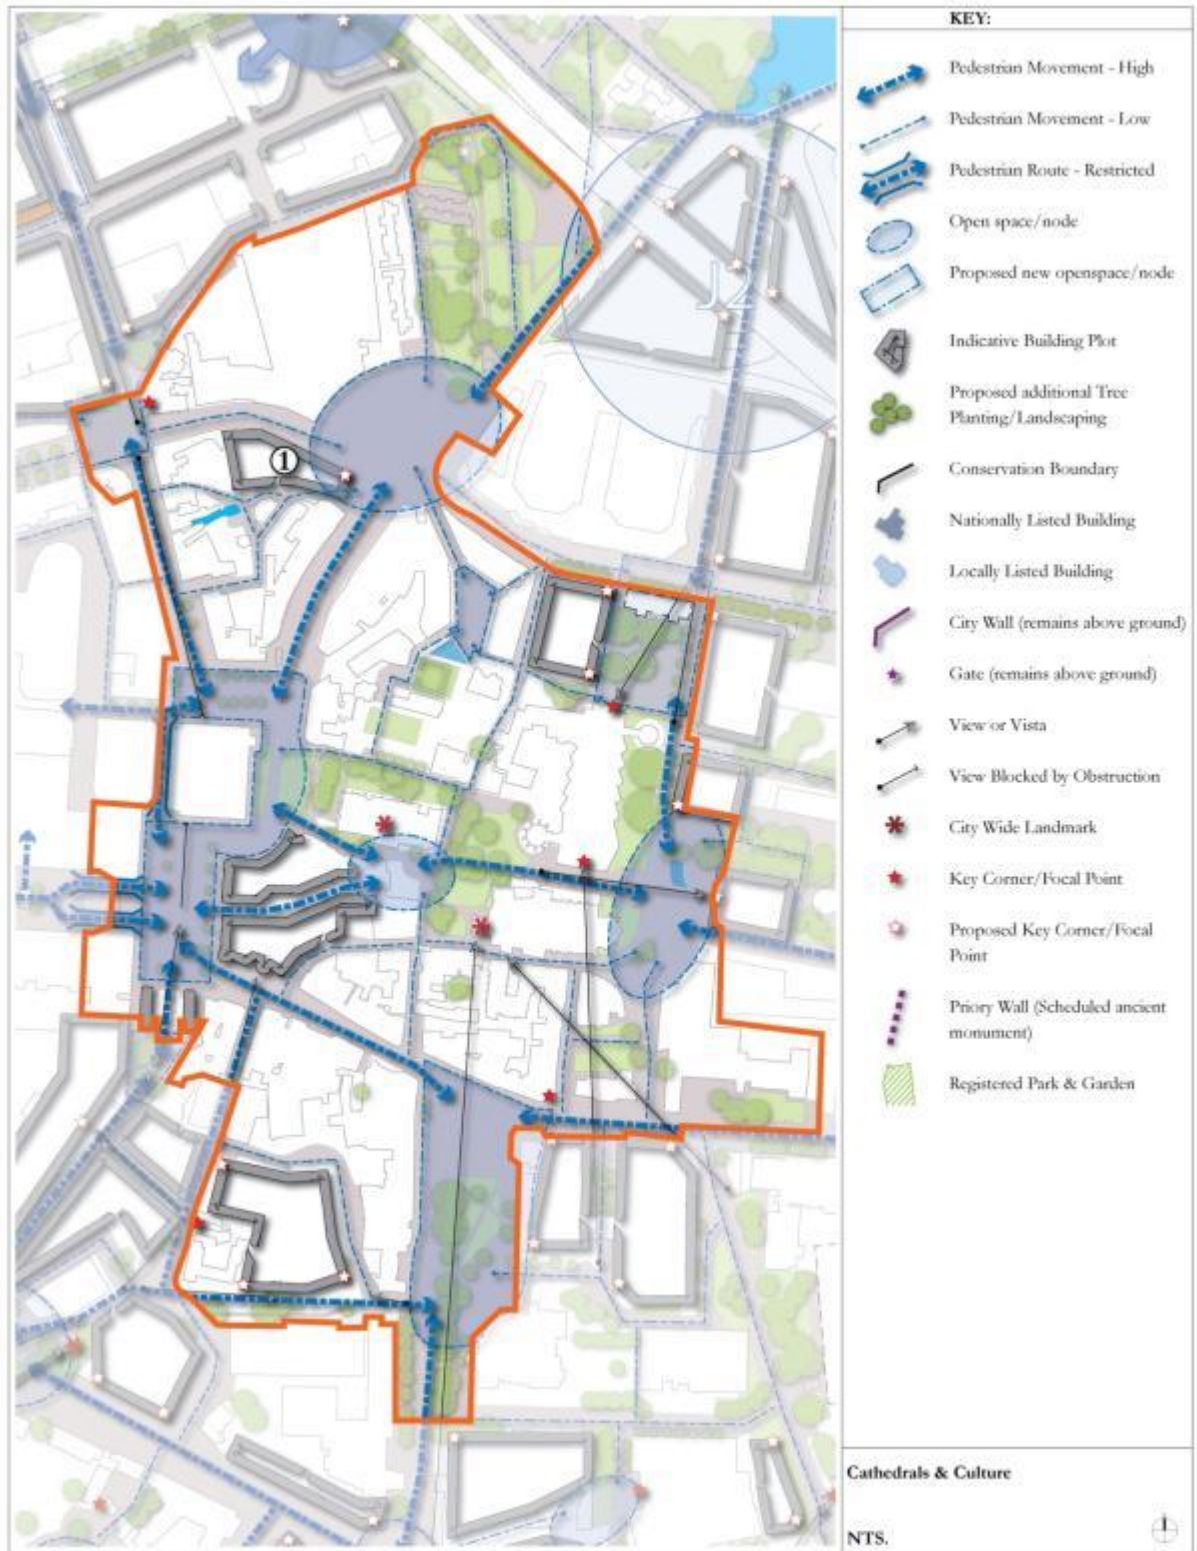 KEY:
Pedestrian Movement - High
Pedestrian Movement - Low
Pedestrian Route - Restricted
Open space/node
Proposed new openspace/node
Indicative Building Plot
Proposed additional Tree
Planting/Landscaping
Conservation Boundary
Nationally Listed Building
Locally Listed Building
City Wall (remains above ground)
Gate (remains above ground)
View or Vista
View Blocked by Obstruction
City Wide Landmark
Key Corner/Focal Point
Proposed Key Corner/Focal
Point
Priory Wall (Scheduled ancient
monument)
Registered Park & Garden
Cathedrals & Culture
NTS.
1
J2